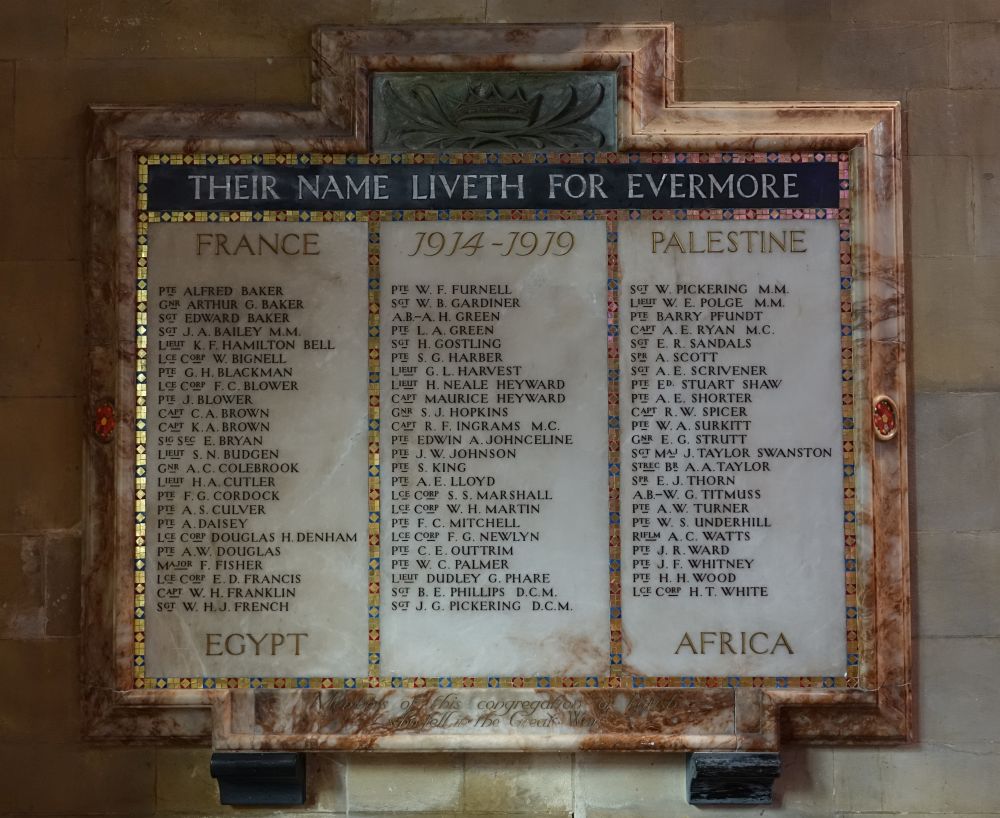 THEIR NAME LIVETH FOR EVERMORE
FRANCE
PTE ALFRED BAKER
GNR ARTHUR G. BAKER
SGT EDWARD BAKER
SGT J. A. BAILEY M.M.
LIEUT K. F. HAMILTON BELL
LCE CORP W. BIGNELL
PTE G. H. BLACKMAN
LCE CORP F. C. BLOWER
PTE J. BLOWER
CAPT C. A. BROWN
CAPT K. A. BROWN
SIG SEC E. BRYAN
LIEUT S. N. BUDGEN
GNR A. C. COLEBROOK
LIEUT H. A. CUTLER
PTE F. G. CORDOCK
PTE A. S. CULVER
PTE A. DAISEY
LCE CORP DOUGLAS H. DENHAM
PTE A. W. DOUGLAS
MAJOR F. FISHER
LCE CORP E. D. FRANCIS
CAPT W. H. FRANKLIN
SGT W. H. J. FRENCH
EGYPT
1914-1919
PTE W. F. FURNELL
SGT W. B. GARDINER
A.B.-A. H. GREEN
PTE L. A. GREEN
SGT H. GOSTLING
PTE S. G. HARBER
LIEUT G. L. HARVEST
LIEUT H. NEALE HEYWARD
CAPT MAURICE HEYWARD
GNR S. J. HOPKINS
CAPT R. F. INGRAMS M.C.
PTE EDWIN A. JOHNCELINE
PTE J. W. JOHNSON
PTE S. KING
PTE A. E. LLOYD
LCE CORP S. S. MARSHALL
LCE CORP W. H. MARTIN
PTE F. C. MITCHELL
LCE CORP F. G. NEWLYN
PTE C. E. OUTTRIM
PTE W. C. PALMER
LIEUT DUDLEY G. PHARE
SGT B. E. PHILLIPS D.C.M.
SGT J. G. PICKERING D.C.M.
PALESTINE
SGT W. PICKERING M.M.
LIEUT W. E. POLGE M.M.
PTE BARRY PFUNDT
CAPT A. E. RYAN M.C.
SGT E. R. SANDALS
SPR A. SCOTT
SGT A. E. SCRIVENER
PTE ED. STUART SHAW
PTE A. E. SHORTER
CAPT R. W. SPICER
PTE W. A. SURKITT
GNR E. G. STRUTT
SGT MAJ J. TAYLOR SWANSTON
STREC BR A. A. TAYLOR
SPR E. J. THORN
A.B.-W. G. TITMUSS
PTE A. W. TURNER
PTE W. S. UNDERHILL
RIFLM A. C. WATTS
PTE J. R. WARD
PTE J. F. WHITNEY
PTE H. H. WOOD
LCE CORP H. T. WHITE
AFRICA
of this congregation
who fell in the Great War